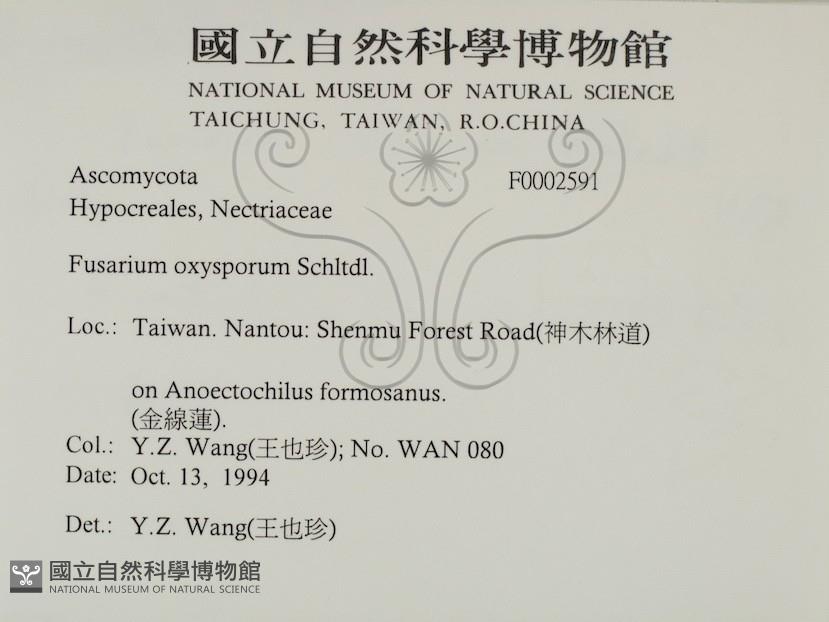 國立自然科學博物館
NATIONAL MUSEUM OF NATURAL SCIENCE
TAICHUNG, TAIWAN, R.O.CHINA
Ascomycota F0002591
Hypocreales, Nectriaceae
Fusarium oxysporum Schltdl.
Loc.: Taiwan. Nantou: Shenmu Forest Road(神木林道)
on Anoectochilus formosanus.
(金線蓮).
Col.: Y.Z. Wang(王也珍); No. WAN 080
Date: Oct. 13, 1994
Det.: Y.Z. Wang(王也珍)
國立自然科學博物館
NATIONAL MUSEUM OF NATURAL SCIENCE